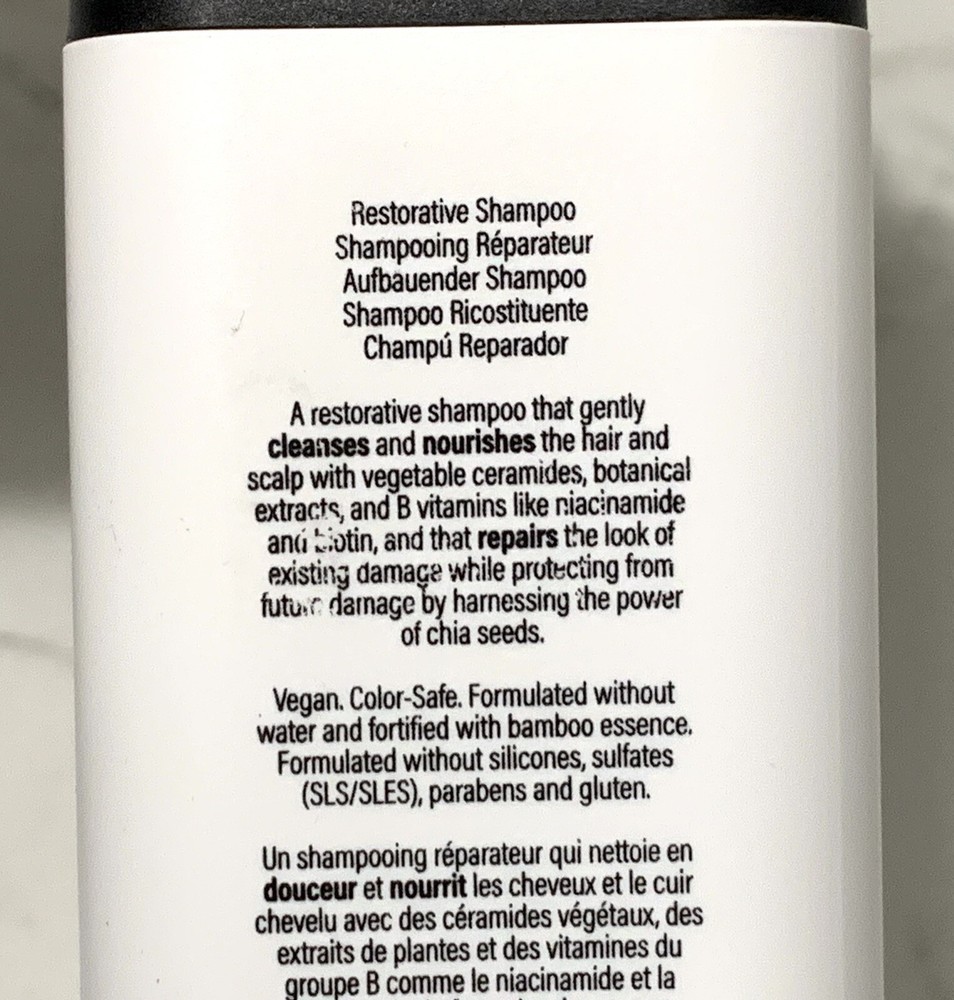 Restorative Shampoo
Shampooing Réparateur
Aufbauender Shampoo
Shampoo Ricostituente
Champú Reparador
A restorative shampoo that gently
cleanses and nourishes the hair and
scalp with vegetable ceramides, botanical
extracts, and B vitamins like niacinamide
and biotin, and that repairs the look of
existing damage while protecting from
future damage by harnessing the power
of chia seeds.
Vegan. Color-Safe. Formulated without
water and fortified with bamboo essence.
Formulated without silicones, sulfates
(SLS/SLES), parabens and gluten.
Un shampooing réparateur qui nettoie en
douceur et nourrit les cheveux et le cuir
chevelu avec des céramides végétaux, des
extraits de plantes et des vitamines du
groupe B comme le niacinamide et la